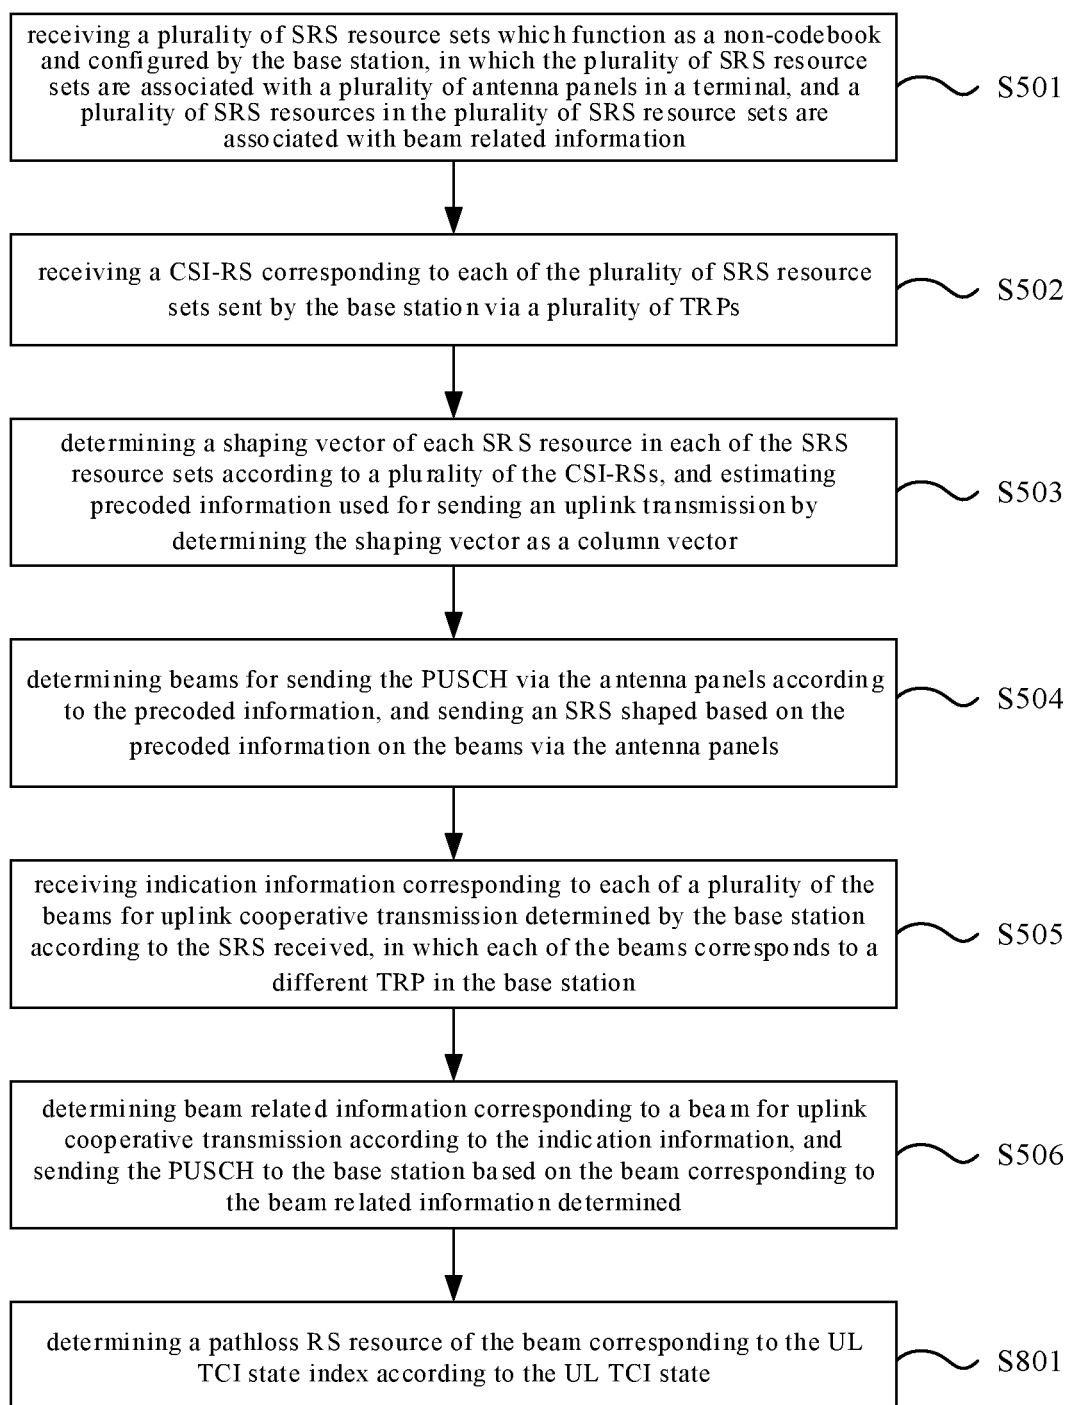 receiving a plurality of SRS resource sets which function as a non-codebook
and configured by the base station, in which the plurality of SRS resource
sets are associated with a plurality of antenna panels in a terminal, and a
plurality of SRS resources in the plurality of SRS resource sets are
associated with beam related information
S501
receiving a CSI-RS corresponding to each of the plurality of SRS resource
sets sent by the base station via a plurality of TRPs
S502
determining a shaping vector of each SRS resource in each of the SRS
resource sets according to a plurality of the CSI-RSs, and estimating
precoded information used for sending an uplink transmission by
determining the shaping vector as a column vector
S503
determining beams for sending the PUSCH via the antenna panels according
to the precoded information, and sending an SRS shaped based on the
precoded information on the beams via the antenna panels
S504
receiving indication information corresponding to each of a plurality of the
beams for uplink cooperative transmission determined by the base station
according to the SRS received, in which each of the beams corresponds to a
different TRP in the base station
S505
determining beam related information corresponding to a beam for uplink
cooperative transmission according to the indication information, and
sending the PUSCH to the base station based on the beam corresponding to
the beam related information determined
S506
determining a pathloss RS resource of the beam corresponding to the UL
TCI state index according to the UL TCI state
S801